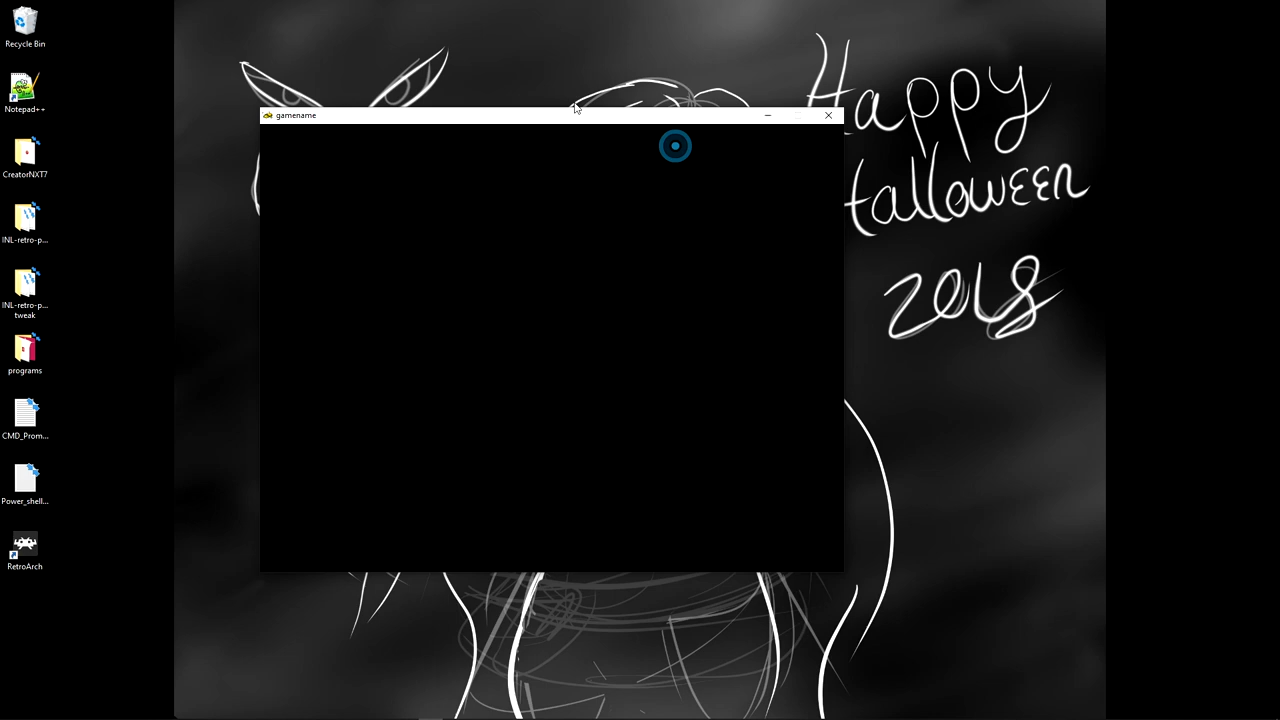 Recycle Bin
Notepad++
CreatorNXT7
INL-retro-p...
INL-retro-p...
tweak
programs
CMD_Prom...
Power_shell...
RetroArch
gamename
Happy
Halloween
2018